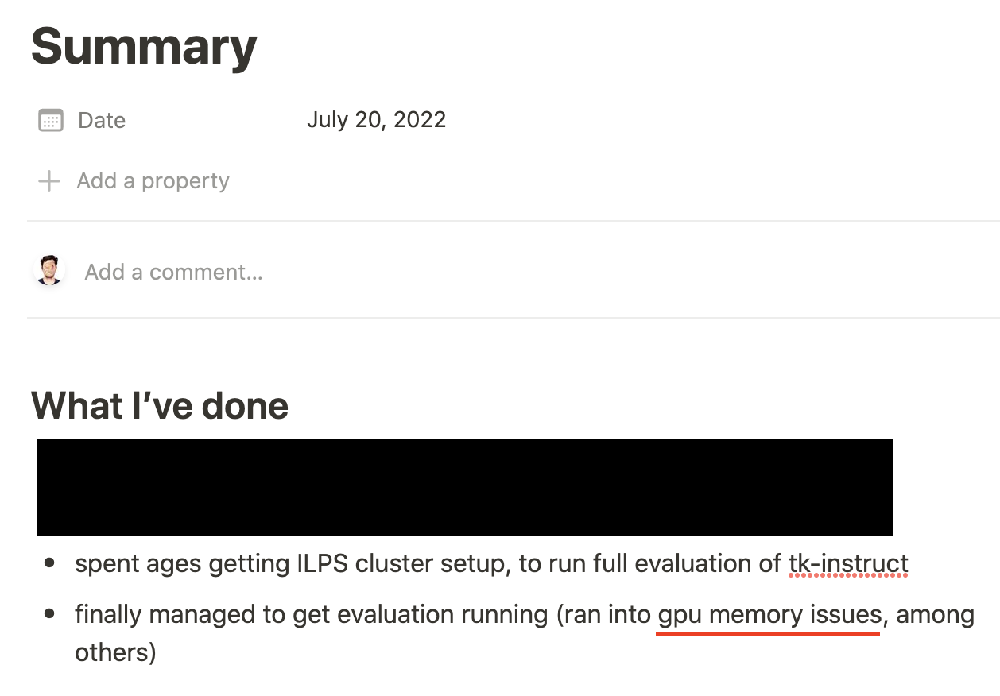 Summary
Date July 20, 2022
Add a property
Add a comment...
What I’ve done
• spent ages getting ILPS cluster setup, to run full evaluation of tk-instruct
• finally managed to get evaluation running (ran into gpu memory issues, among
others)